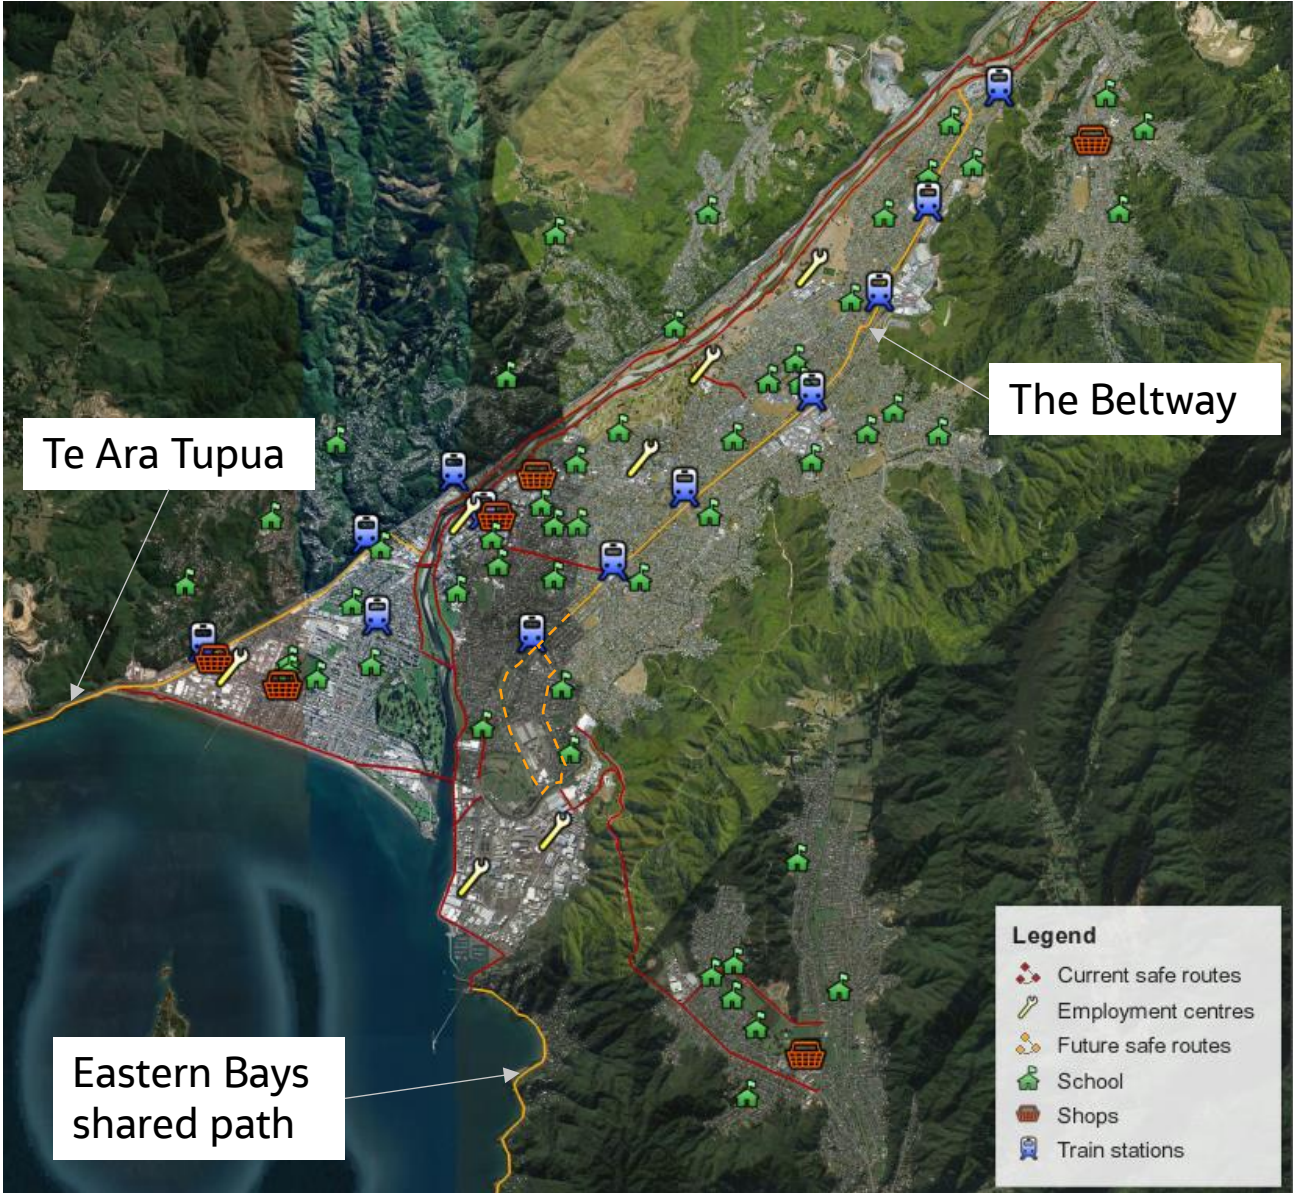 The Beltway
Te Ara Tupua
Eastern Bays
shared path
Legend
Current safe routes
Employment centres
Future safe routes
School
Shops
Train stations